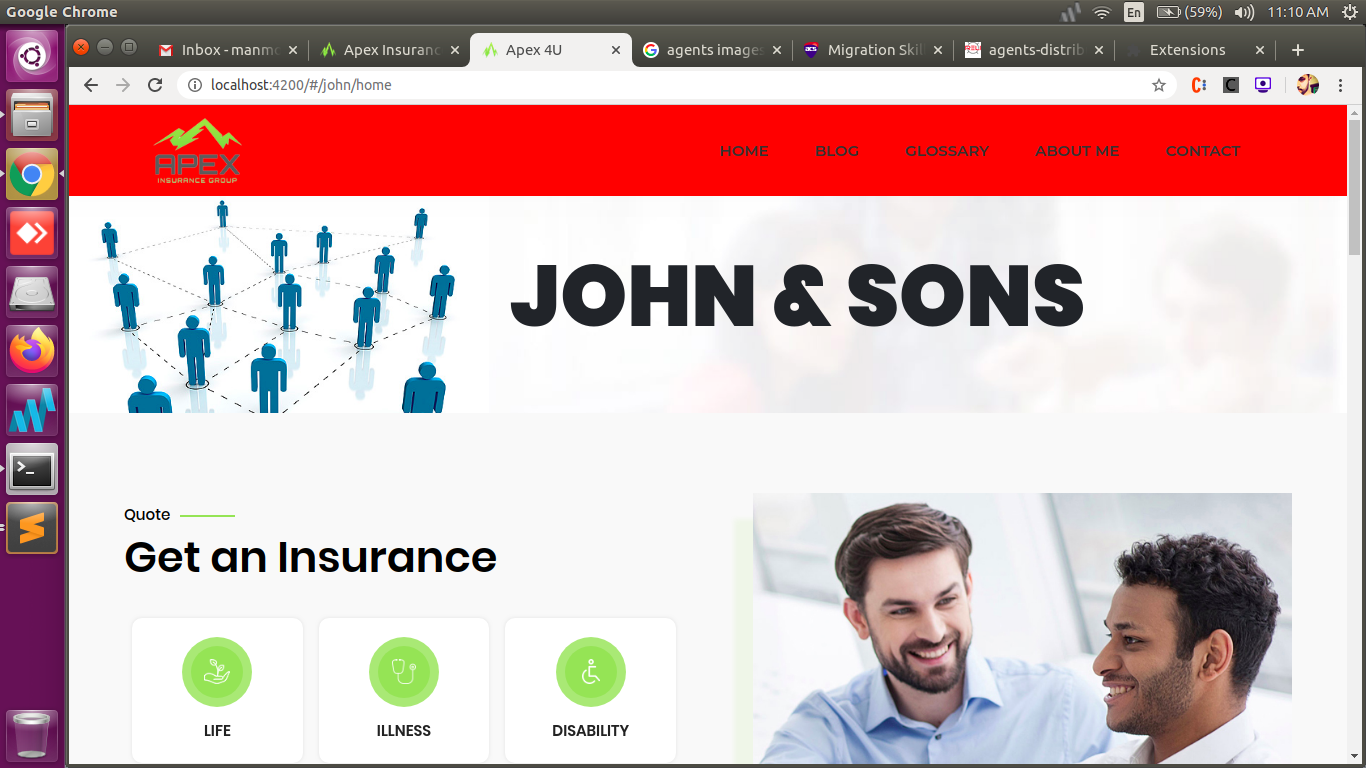 Google Chrome
En
(59%)
11:10 AM
Inbox - manmo
Apex Insuranc
Apex 4U
agents images
Migration Skil
agents-distrib
Extensions
localhost:4200/#/john/home
APEX
INSURANCE GROUP
HOME
BLOG
GLOSSARY
ABOUT ME
CONTACT
JOHN & SONS
Quote
Get an Insurance
LIFE
ILLNESS
DISABILITY